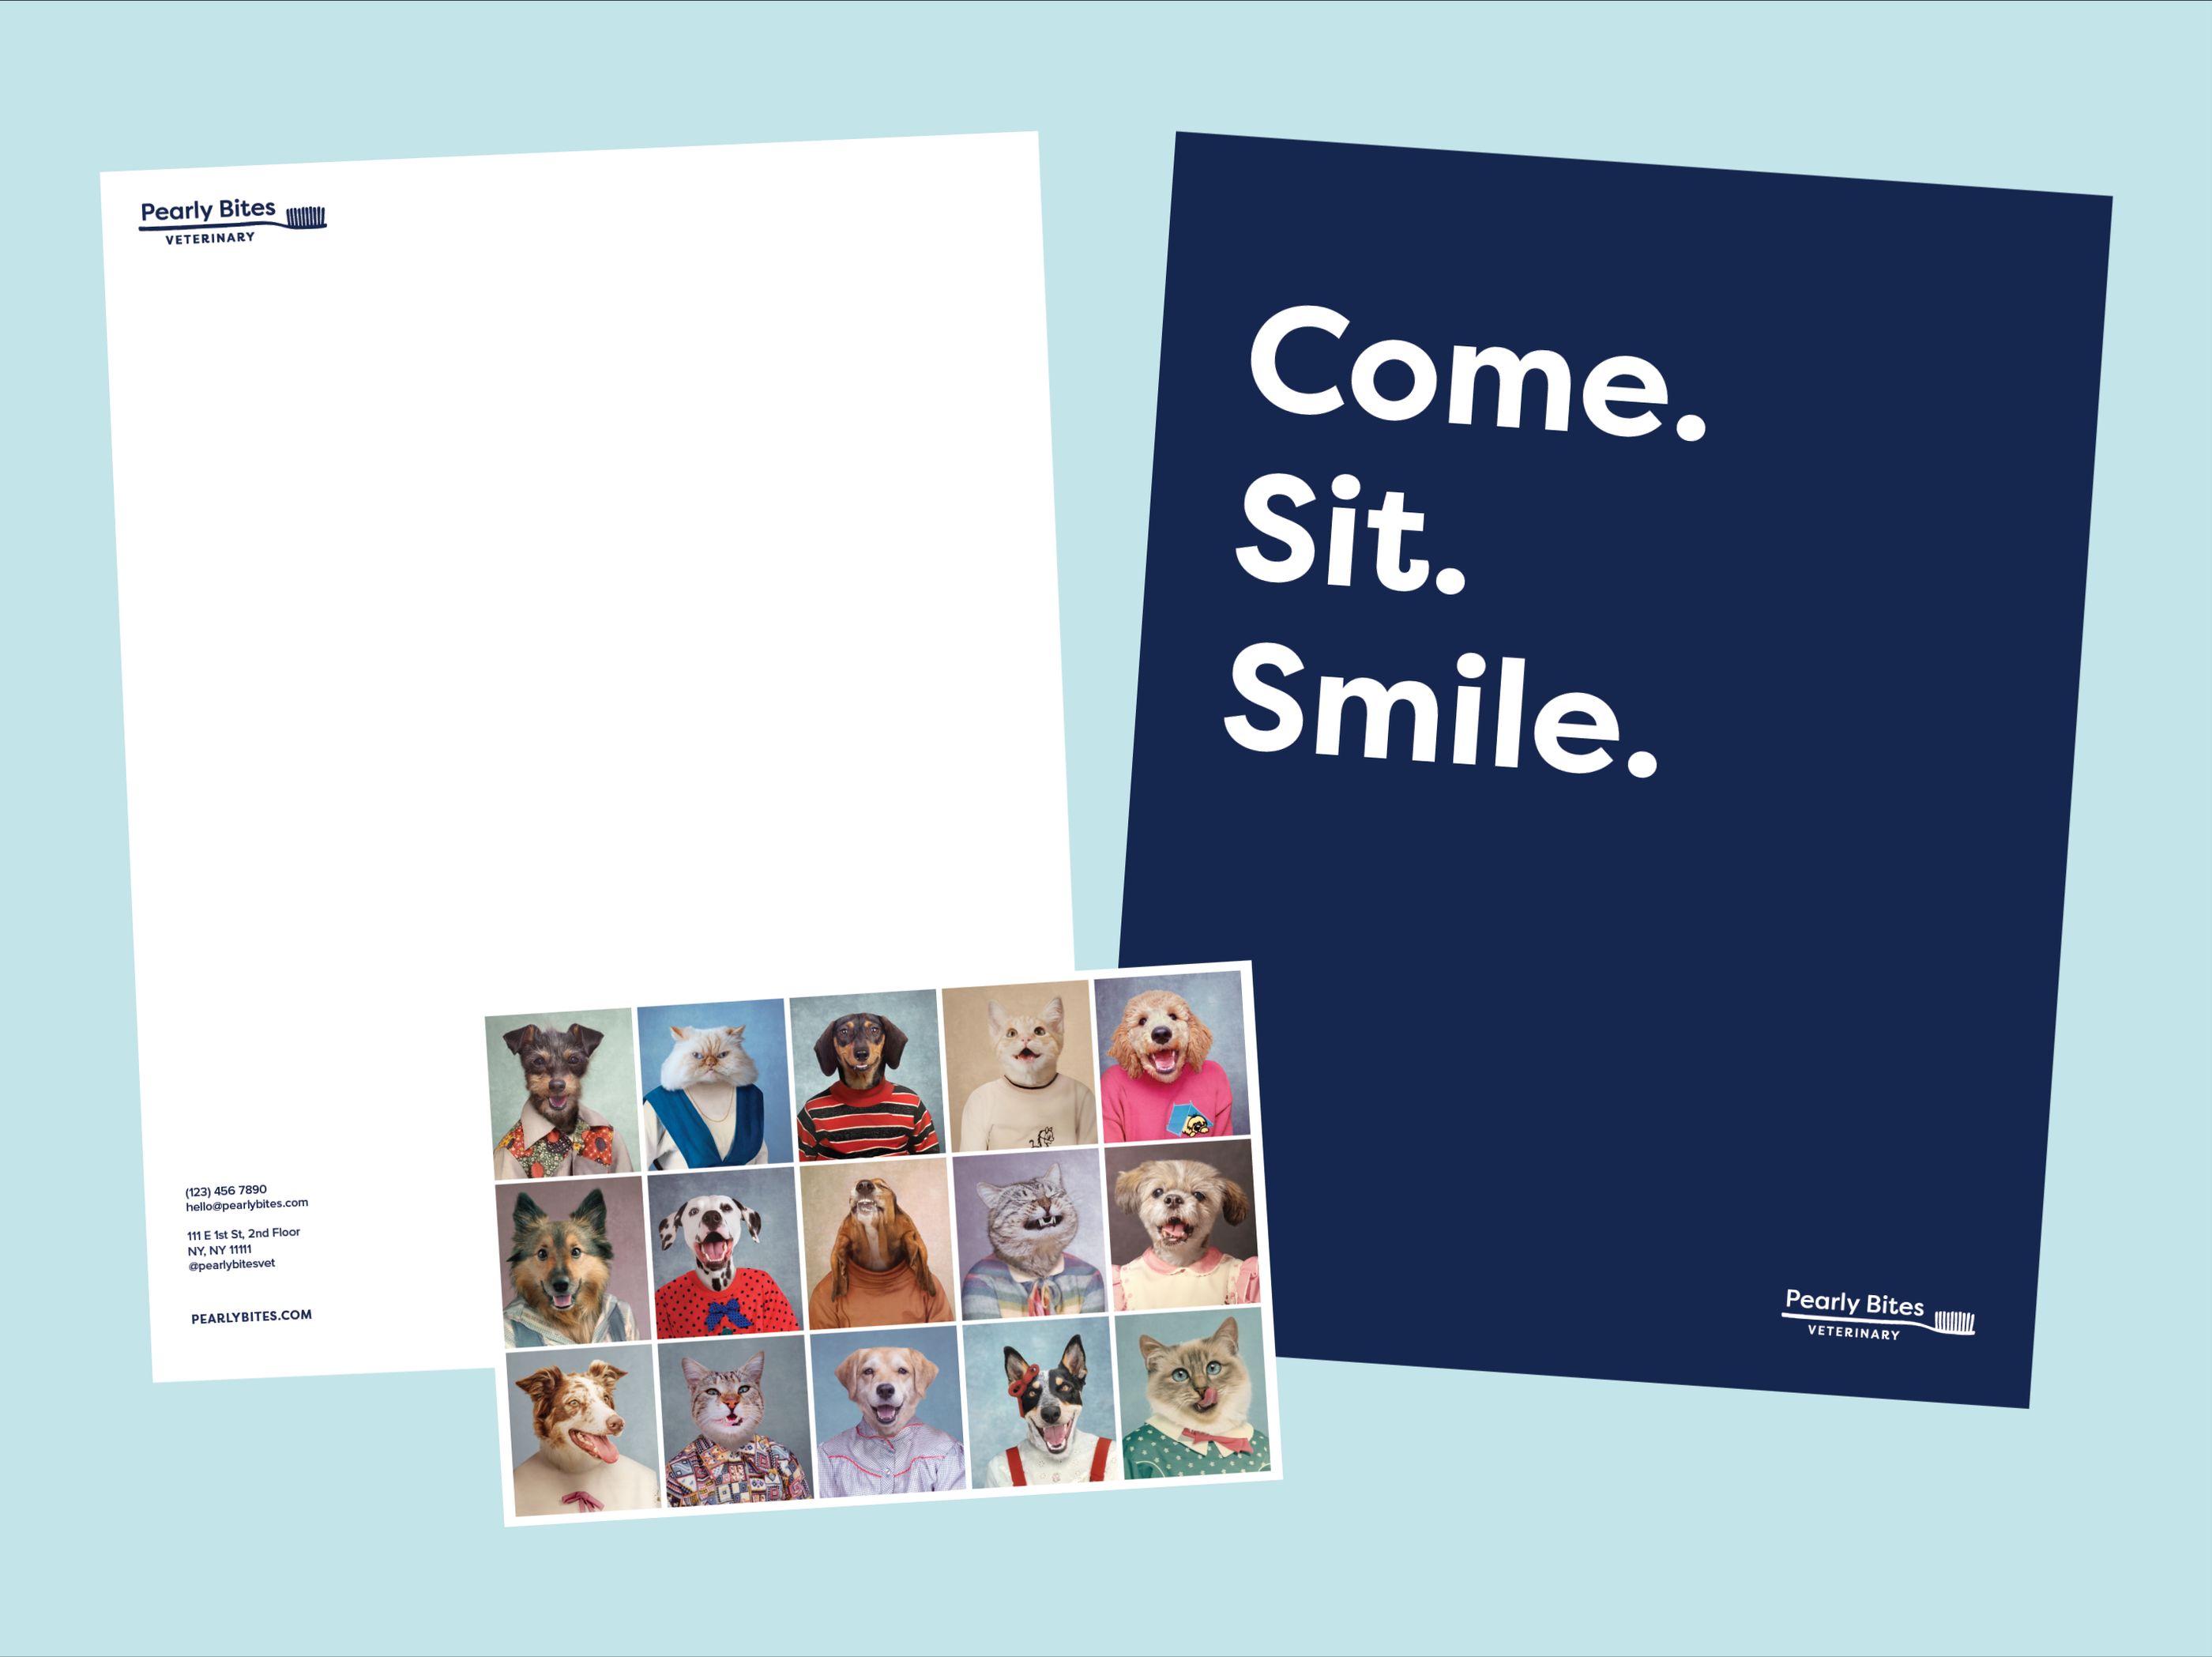 Pearly Bites
VETERINARY
(123) 456 7890
hello@pearlybites.com
111 E 1st St, 2nd Floor
NY, NY 11111
@pearlybitesvet
PEARLYBITES.COM
Come.
Sit.
Smile.
Pearly Bites
VETERINARY